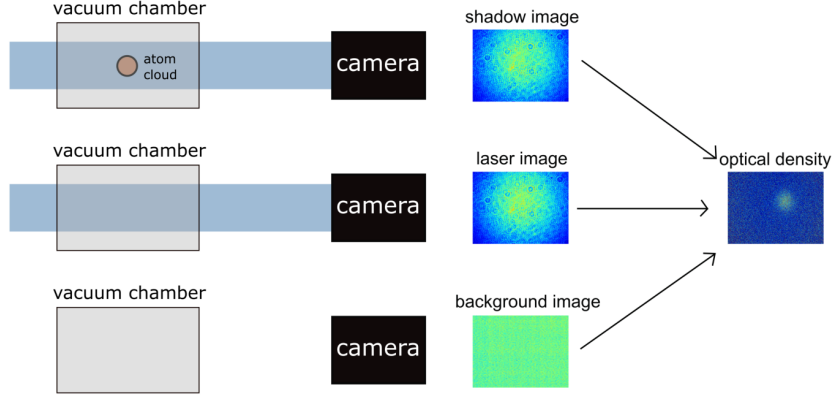 vacuum chamber
atom
cloud
camera
shadow image
vacuum chamber
camera
laser image
optical density
vacuum chamber
camera
background image